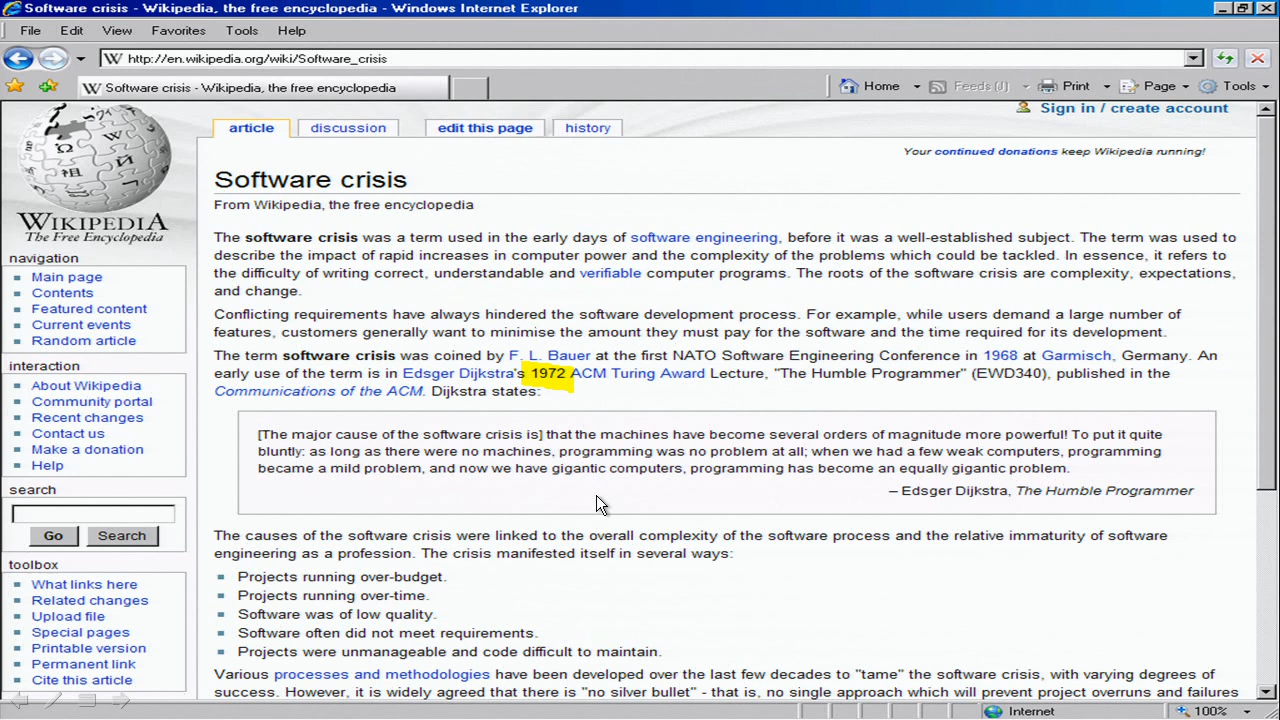 Software crisis - Wikipedia, the free encyclopedia - Windows Internet Explorer
File Edit View Favorites Tools Help
http://en.wikipedia.org/wiki/Software_crisis
Software crisis - Wikipedia, the free encyclopedia
Home Feeds (J) Print Page Tools
Sign in / create account
article discussion edit this page history
Your continued donations keep Wikipedia running!
WIKIPEDIA
The Free Encyclopedia
navigation
Main page
Contents
Featured content
Current events
Random article
interaction
About Wikipedia
Community portal
Recent changes
Contact us
Make a donation
Help
search
Go Search
toolbox
What links here
Related changes
Upload file
Special pages
Printable version
Permanent link
Cite this article
Software crisis
From Wikipedia, the free encyclopedia
The software crisis was a term used in the early days of software engineering, before it was a well-established subject. The term was used to
describe the impact of rapid increases in computer power and the complexity of the problems which could be tackled. In essence, it refers to
the difficulty of writing correct, understandable and verifiable computer programs. The roots of the software crisis are complexity, expectations,
and change.
Conflicting requirements have always hindered the software development process. For example, while users demand a large number of
features, customers generally want to minimise the amount they must pay for the software and the time required for its development.
The term software crisis was coined by F. L. Bauer at the first NATO Software Engineering Conference in 1968 at Garmisch, Germany. An
early use of the term is in Edsger Dijkstra's 1972 ACM Turing Award Lecture, "The Humble Programmer" (EWD340), published in the
Communications of the ACM. Dijkstra states:
[The major cause of the software crisis is] that the machines have become several orders of magnitude more powerful! To put it quite
bluntly: as long as there were no machines, programming was no problem at all; when we had a few weak computers, programming
became a mild problem, and now we have gigantic computers, programming has become an equally gigantic problem.
– Edsger Dijkstra, The Humble Programmer
The causes of the software crisis were linked to the overall complexity of the software process and the relative immaturity of software
engineering as a profession. The crisis manifested itself in several ways:
Projects running over-budget.
Projects running over-time.
Software was of low quality.
Software often did not meet requirements.
Projects were unmanageable and code difficult to maintain.
Various processes and methodologies have been developed over the last few decades to "tame" the software crisis, with varying degrees of
success. However, it is widely agreed that there is "no silver bullet" - that is, no single approach which will prevent project overruns and failures
Internet 100%